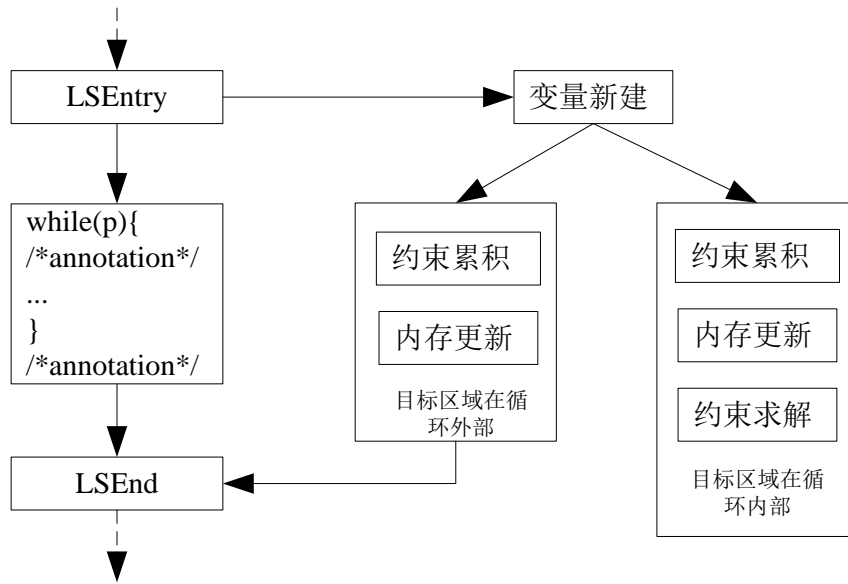 LSEntry
变量新建
while(p){
/*annotation*/
...
}
/*annotation*/
约束累积
内存更新
目标区域在循
环外部
约束累积
内存更新
约束求解
目标区域在循
环内部
LSEnd